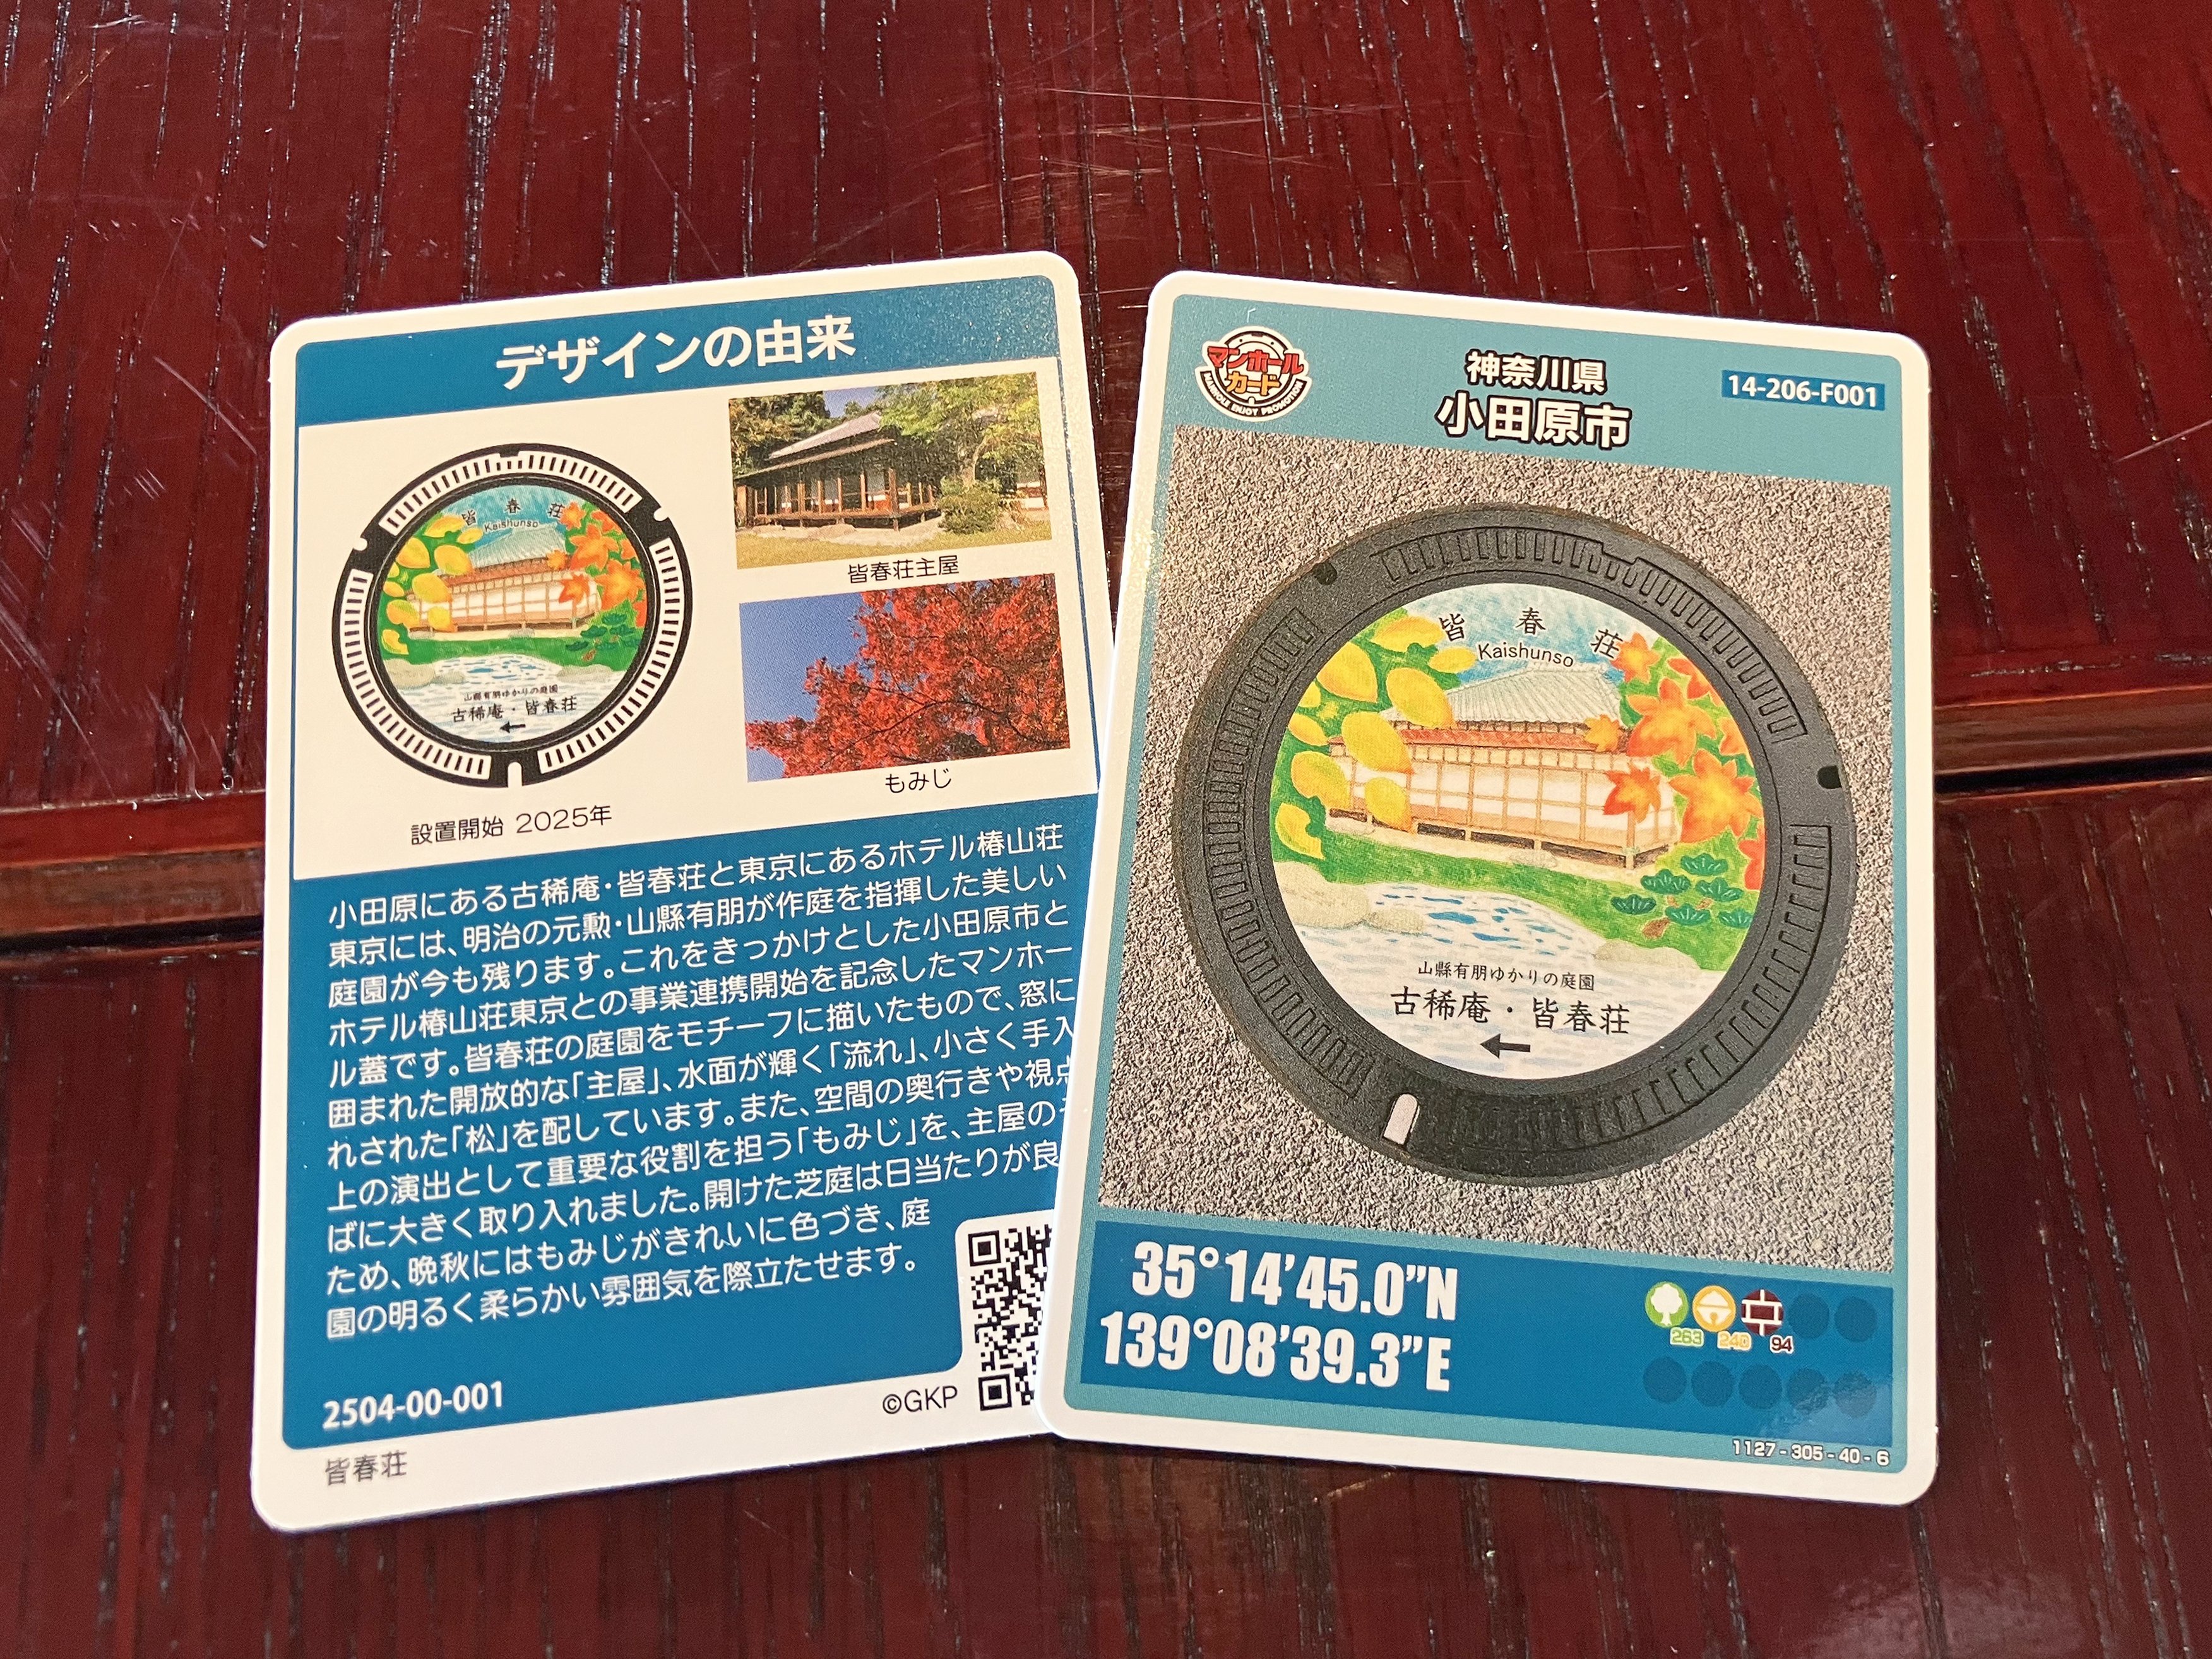 デザインの由来
皆春荘
Kaishunso
山縣有朋ゆかりの庭園
古稀庵・皆春荘
←
設置開始 2025年
皆春荘主屋
もみじ
小田原にある古稀庵・皆春荘と東京にあるホテル椿山荘
東京には、明治の元勲・山縣有朋が作庭を指揮した美しい
庭園が今も残ります。これをきっかけとした小田原市と
ホテル椿山荘東京との事業連携開始を記念したマンホー
ル蓋です。皆春荘の庭園をモチーフに描いたもので、窓に
囲まれた開放的な「主屋」、水面が輝く「流れ」、小さく手入
れされた「松」を配しています。また、空間の奥行きや視点
上の演出として重要な役割を担う「もみじ」を、主屋の
ばに大きく取り入れました。開けた芝庭は日当たりが良
ため、晩秋にはもみじがきれいに色づき、庭
園の明るく柔らかい雰囲気を際立たせます。
2504-00-001
©GKP
皆春荘
マンホール
カード
MANHOLE ENJOY PROMOTION
神奈川県
小田原市
14-206-F001
皆春荘
Kaishunso
山縣有朋ゆかりの庭園
古稀庵・皆春荘
←
35°14’45.0”N
139°08’39.3”E
263 240 94
1127-305-40-6